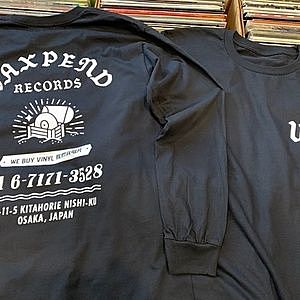 AXPEND
RECORDS
WE BUY VINYL
1 6-7171-3528
-11-5 KITAHORIE NISHI-KU
OSAKA, JAPAN